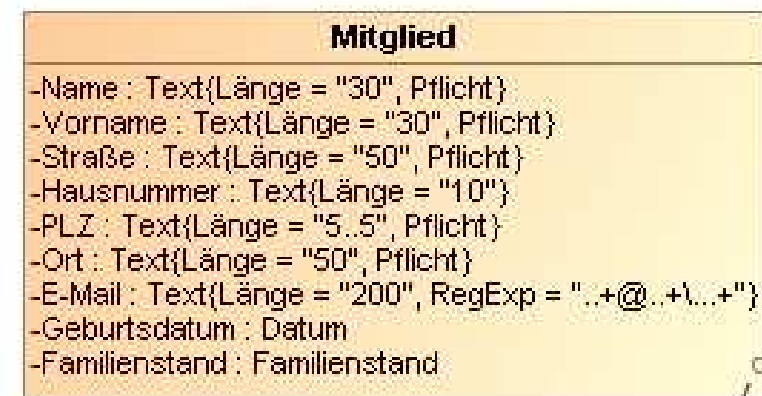 Mitglied
-Name : Text{Länge = "30", Pflicht}
-Vorname : Text{Länge = "30", Pflicht}
-Straße : Text{Länge = "50", Pflicht}
-Hausnummer : Text{Länge = "10"}
-PLZ : Text{Länge = "5..5", Pflicht}
-Ort : Text{Länge = "50", Pflicht}
-E-Mail : Text{Länge = "200", RegExp = "..+@..+\...+"}
-Geburtsdatum : Datum
-Familienstand : Familienstand